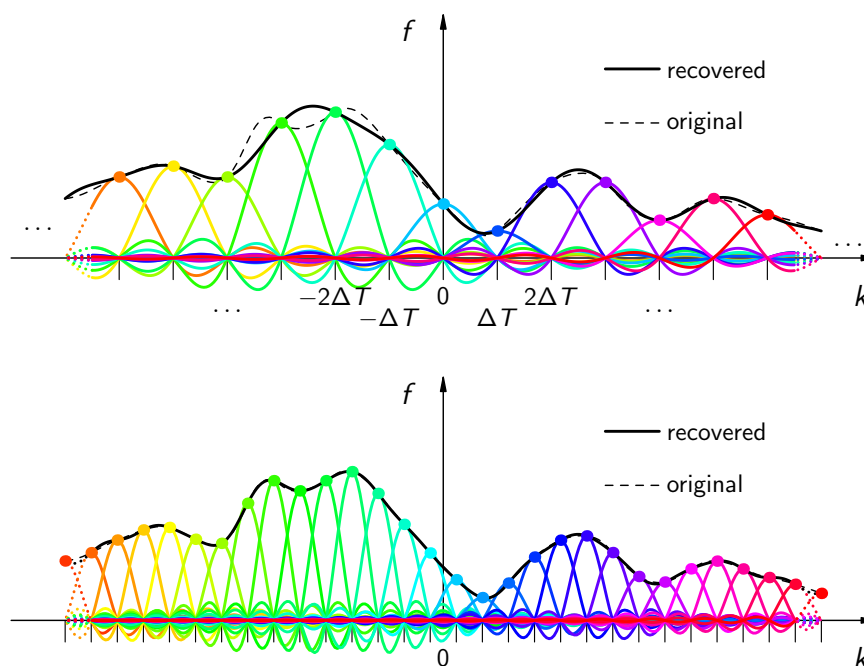 f
recovered
original
··· ···
−2ΔT 0 2ΔT k
··· −ΔT ΔT ···
f
recovered
original
0 k